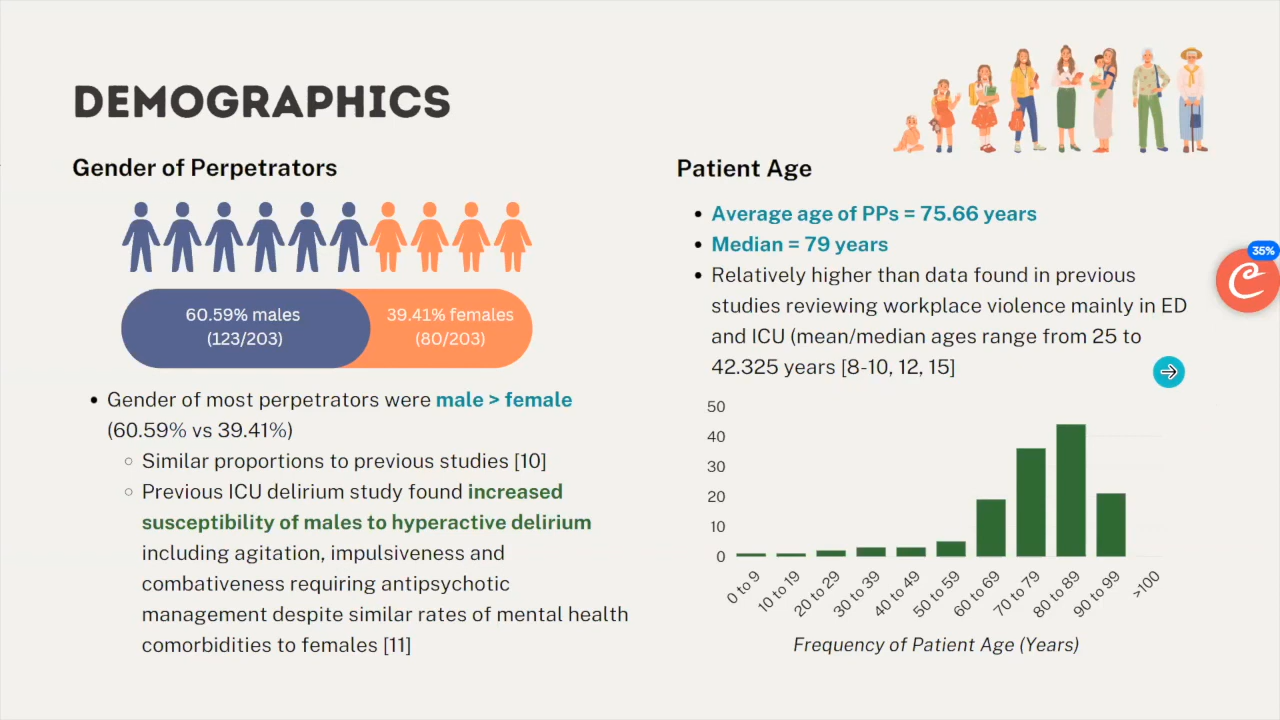 DEMOGRAPHICS
Gender of Perpetrators
60.59% males
(123/203)
39.41% females
(80/203)
• Gender of most perpetrators were male > female
(60.59% vs 39.41%)
○ Similar proportions to previous studies [10]
○ Previous ICU delirium study found increased
susceptibility of males to hyperactive delirium
including agitation, impulsiveness and
combativeness requiring antipsychotic
management despite similar rates of mental health
comorbidities to females [11]
Patient Age
• Average age of PPs = 75.66 years
• Median = 79 years
• Relatively higher than data found in previous
studies reviewing workplace violence mainly in ED
and ICU (mean/median ages range from 25 to
42.325 years [8-10, 12, 15]
35%
50
40
30
20
10
0
0 to 9
10 to 19
20 to 29
30 to 39
40 to 49
50 to 59
60 to 69
70 to 79
80 to 89
90 to 99
>100
Frequency of Patient Age (Years)